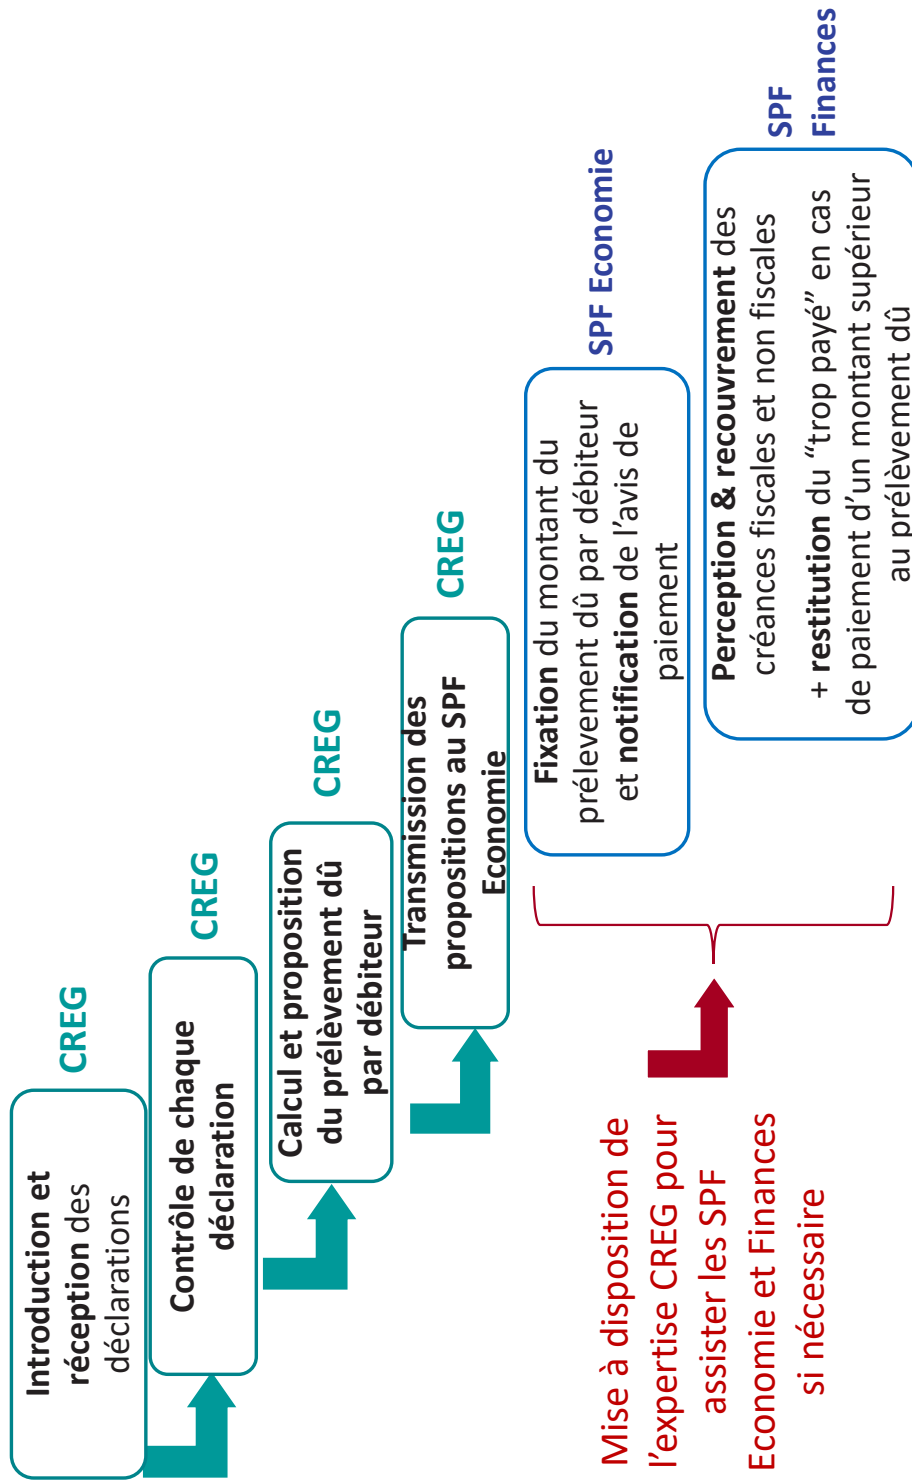 Introduction et
réception des
déclarations
CREG
Contrôle de chaque
déclaration
CREG
Calcul et proposition
du prélèvement dû
par débiteur
CREG
Transmission des
propositions au SPF
Economie
CREG
Fixation du montant du
prélevement dû par débiteur
et notification de l’avis de
paiement
SPF Economie
Perception & recouvrement des
créances fiscales et non fiscales
+ restitution du “trop payé” en cas
de paiement d’un montant supérieur
au prélèvement dû
SPF
Finances
Mise à disposition de
l’expertise CREG pour
assister les SPF
Economie et Finances
si nécessaire